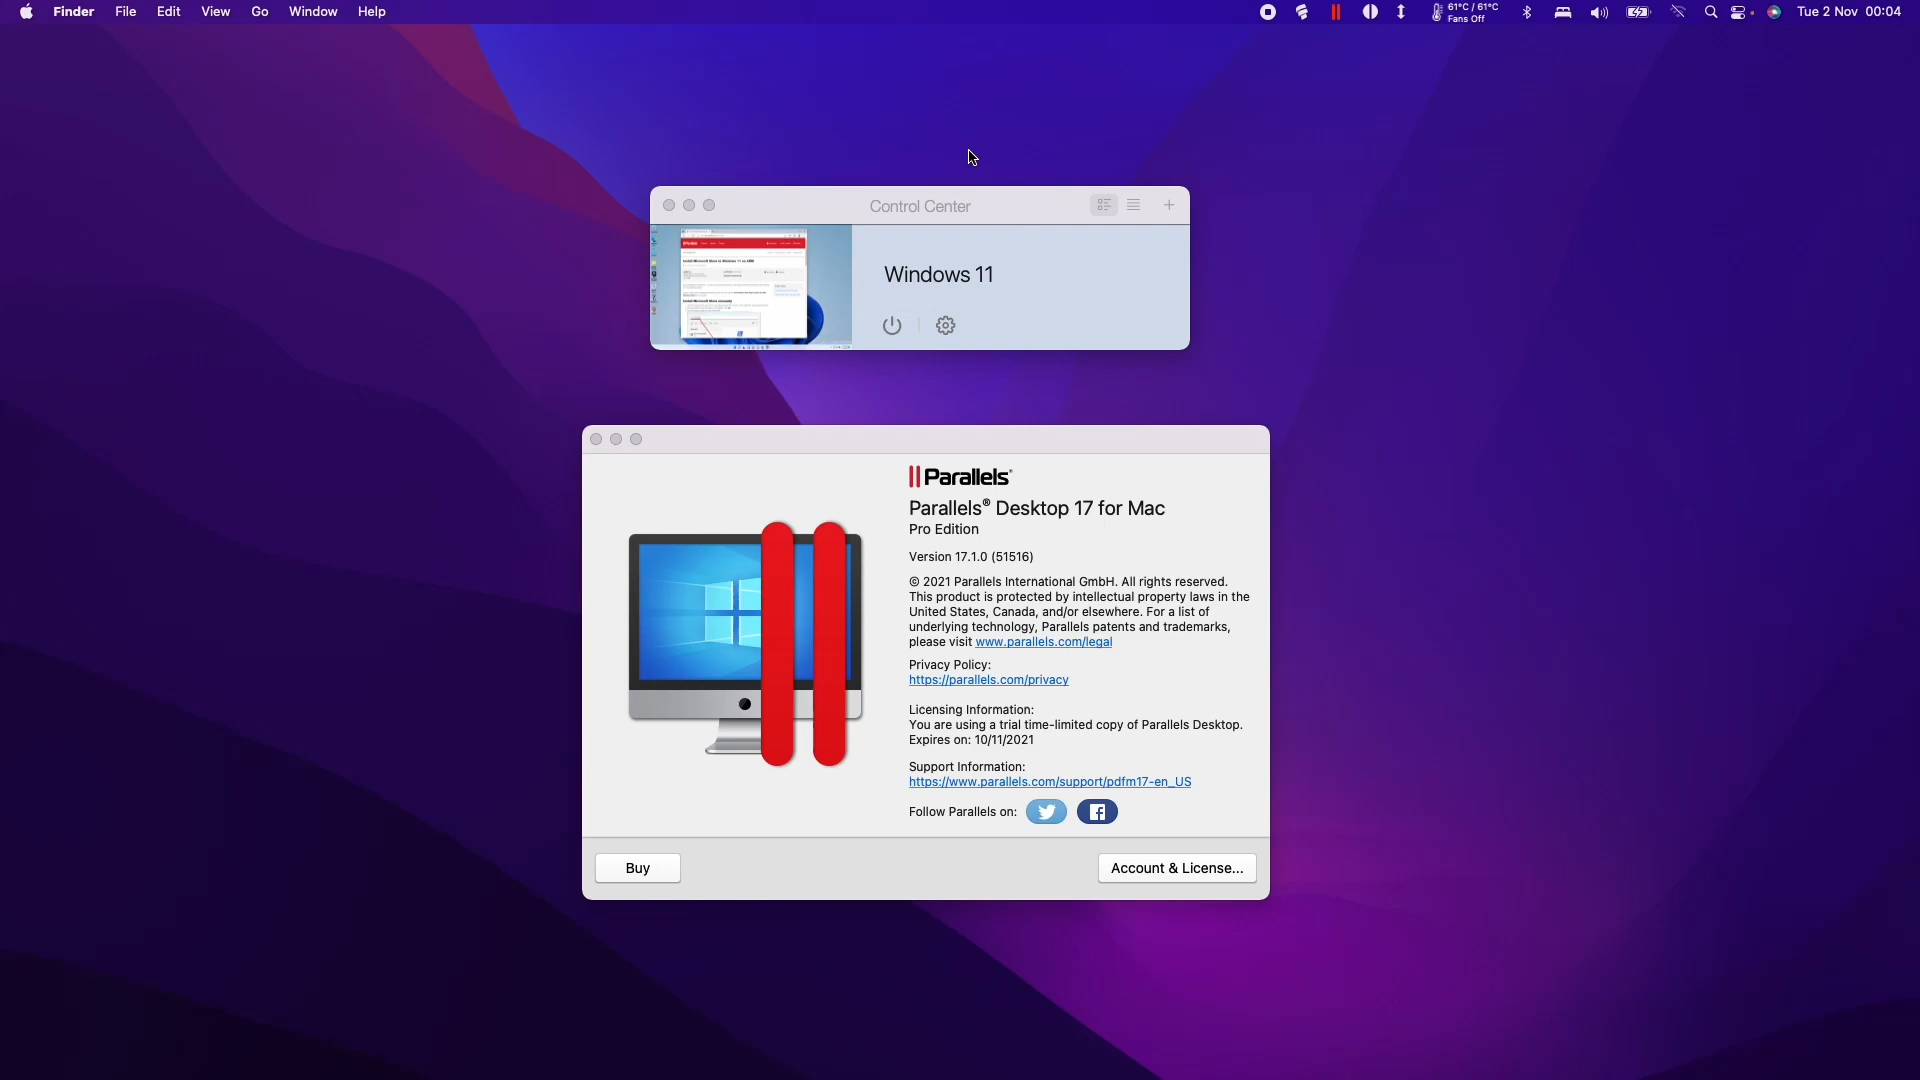 Finder File Edit View Go Window Help
61°C / 61°C
Fans Off
Tue 2 Nov 00:04
Control Center
Windows 11
Parallels®
Parallels® Desktop 17 for Mac
Pro Edition
Version 17.1.0 (51516)
© 2021 Parallels International GmbH. All rights reserved.
This product is protected by intellectual property laws in the
United States, Canada, and/or elsewhere. For a list of
underlying technology, Parallels patents and trademarks,
please visit www.parallels.com/legal
Privacy Policy:
https://parallels.com/privacy
Licensing Information:
You are using a trial time-limited copy of Parallels Desktop.
Expires on: 10/11/2021
Support Information:
https://www.parallels.com/support/pdfm17-en_US
Follow Parallels on:
Buy
Account & License...